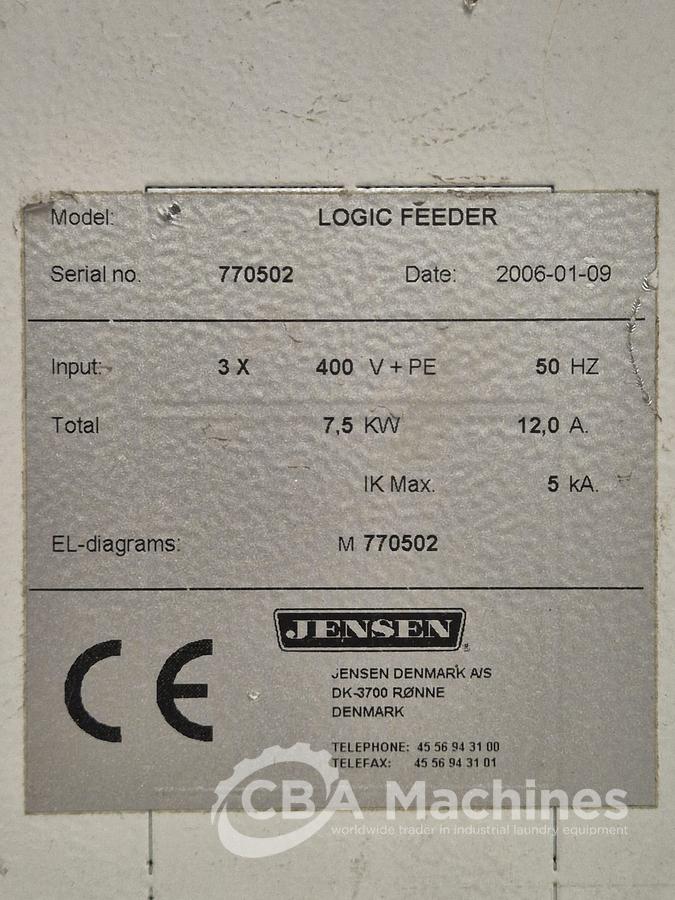 Model: LOGIC FEEDER
Serial no. 770502 Date: 2006-01-09
Input: 3 X 400 V + PE 50 HZ
Total 7,5 KW 12,0 A.
IK Max. 5 kA.
EL-diagrams: M 770502
CE
JENSEN
JENSEN DENMARK A/S
DK-3700 RØNNE
DENMARK
TELEPHONE: 45 56 94 31 00
TELEFAX: 45 56 94 31 01
CBA Machines
worldwide trader in industrial laundry equipment